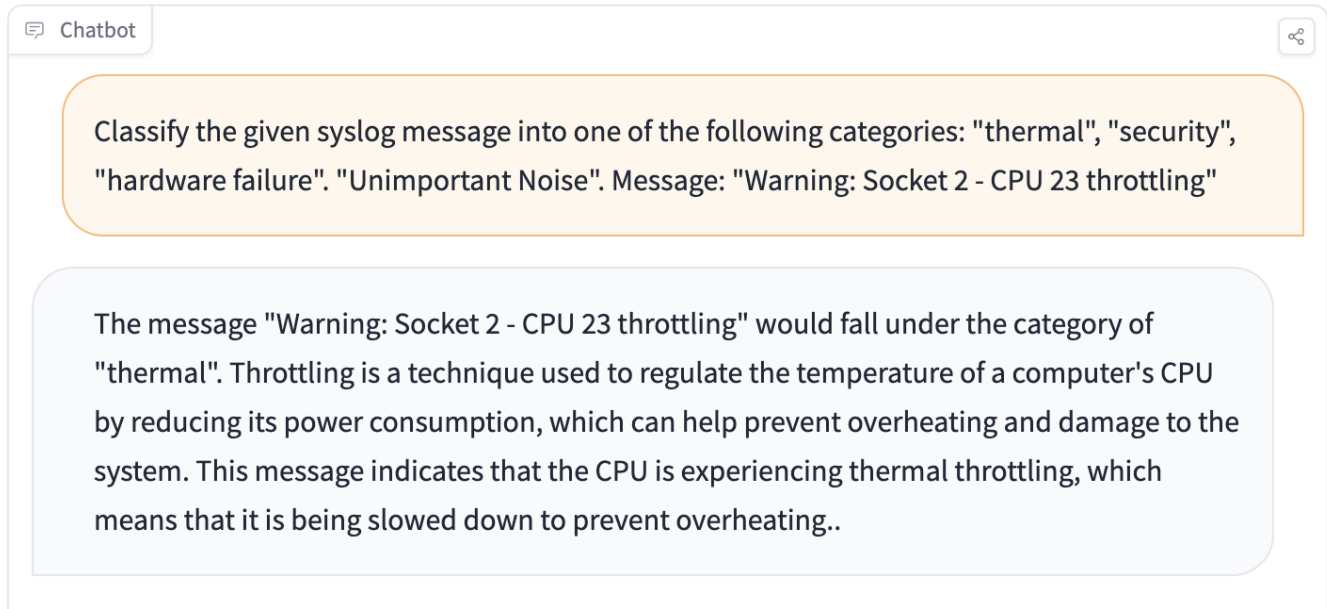 Chatbot
Classify the given syslog message into one of the following categories: "thermal", "security",
"hardware failure". "Unimportant Noise". Message: "Warning: Socket 2 - CPU 23 throttling"
The message "Warning: Socket 2 - CPU 23 throttling" would fall under the category of
"thermal". Throttling is a technique used to regulate the temperature of a computer's CPU
by reducing its power consumption, which can help prevent overheating and damage to the
system. This message indicates that the CPU is experiencing thermal throttling, which
means that it is being slowed down to prevent overheating..